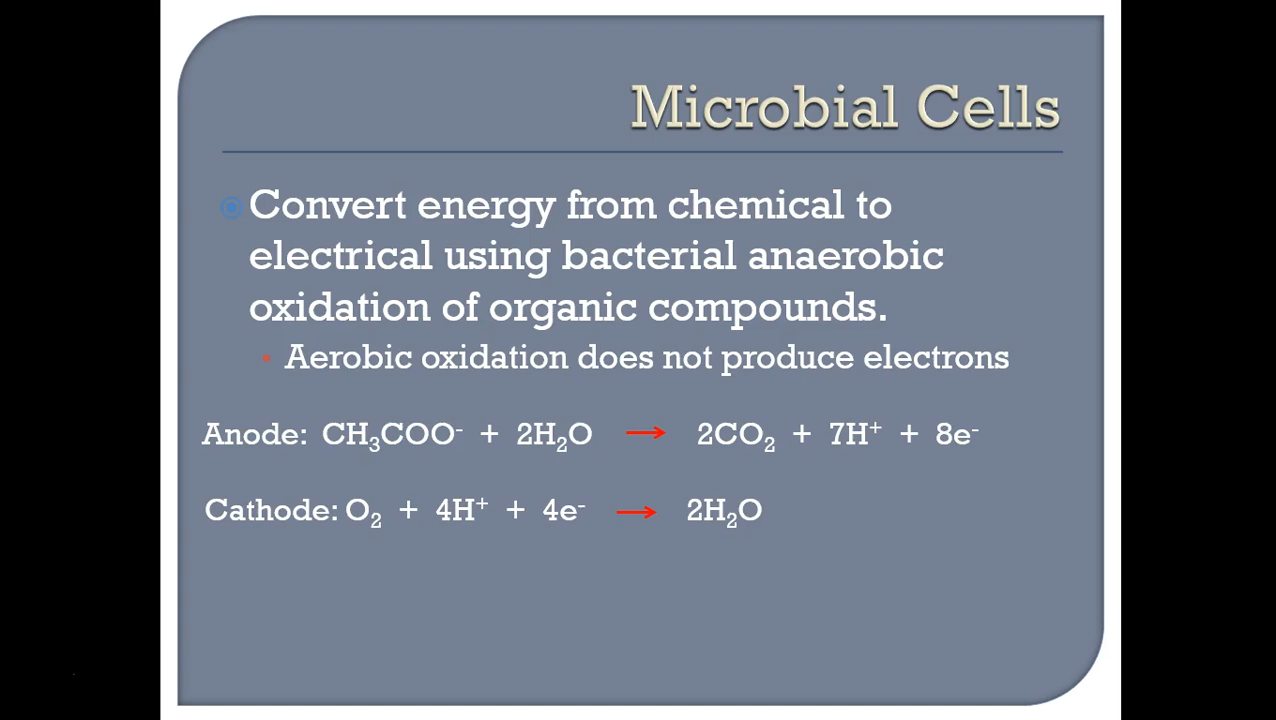 Microbial Cells
Convert energy from chemical to
electrical using bacterial anaerobic
oxidation of organic compounds.
Aerobic oxidation does not produce electrons
Anode: CH₃COO⁻ + 2H₂O → 2CO₂ + 7H⁺ + 8e⁻
Cathode: O₂ + 4H⁺ + 4e⁻ → 2H₂O